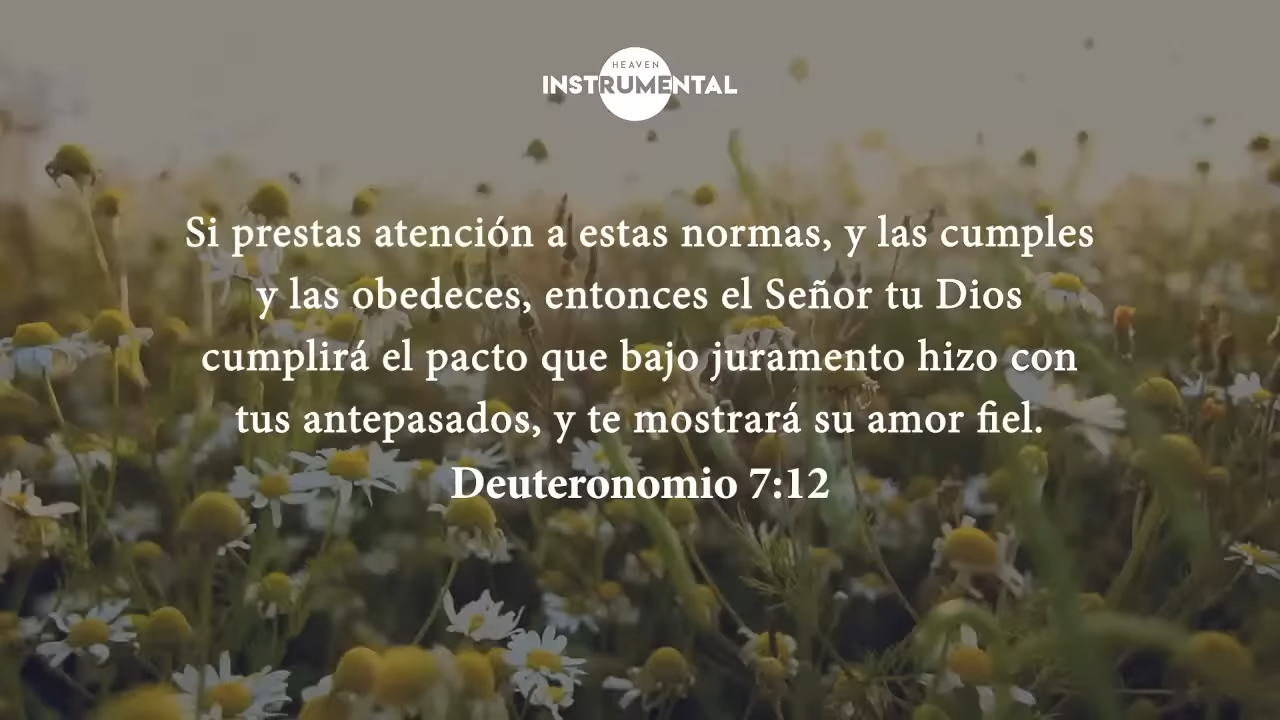 HEAVEN
INSTRUMENTAL
Si prestas atención a estas normas, y las cumples
y las obedeces, entonces el Señor tu Dios
cumplirá el pacto que bajo juramento hizo con
tus antepasados, y te mostrará su amor fiel.
Deuteronomio 7:12